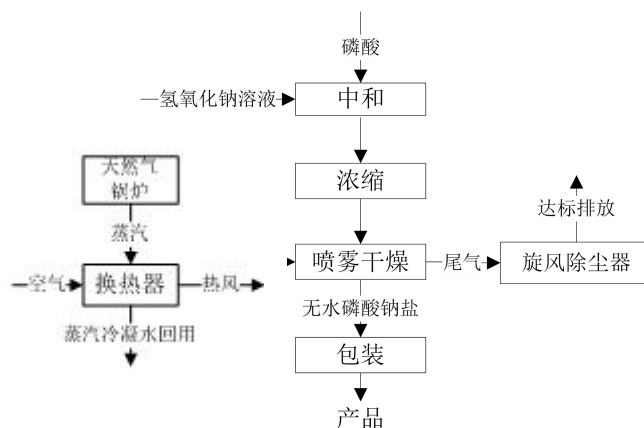 磷酸
氢氧化钠溶液
中和
浓缩
天然气
锅炉
蒸汽
达标排放
空气
换热器
热风
喷雾干燥
尾气
旋风除尘器
无水磷酸钠盐
蒸汽冷凝水回用
包装
产品